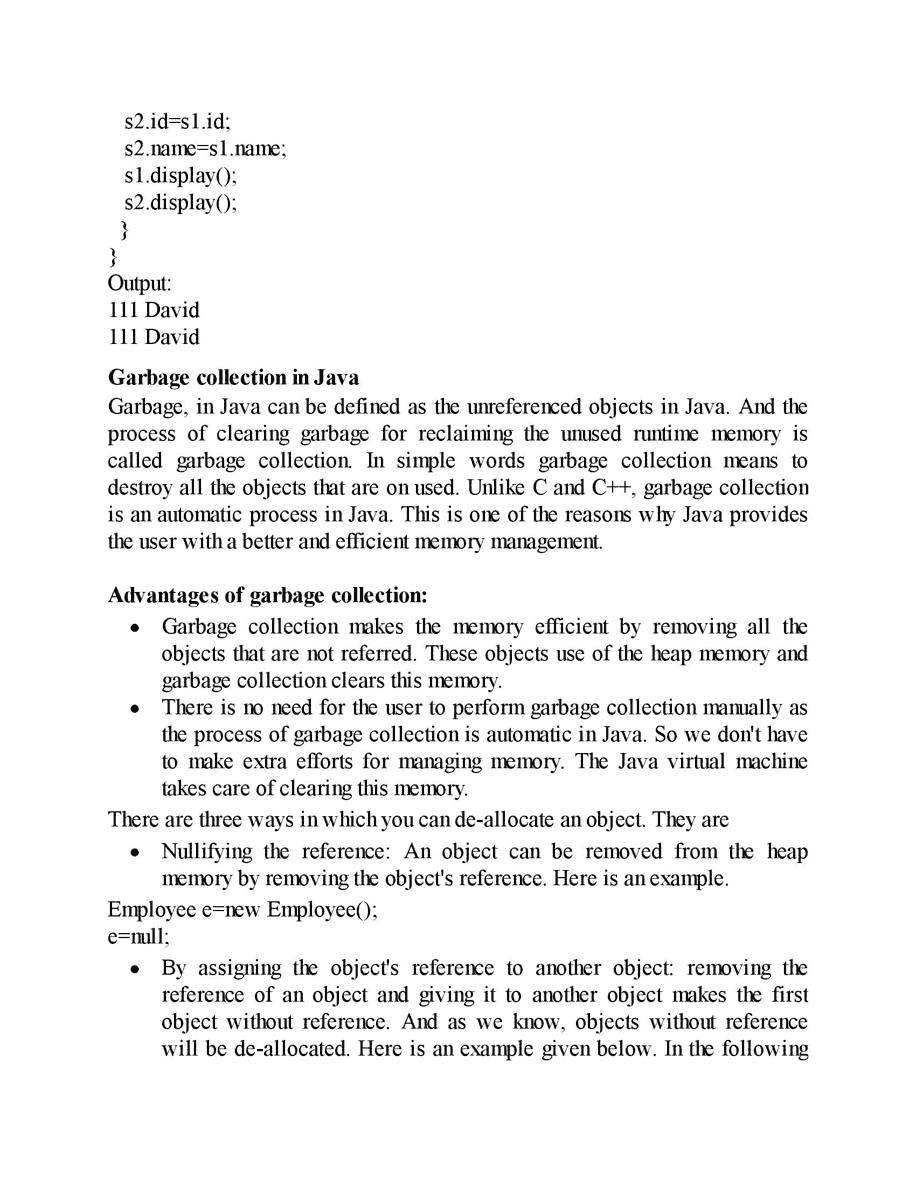 s2.id=s1.id;
s2.name=s1.name;
s1.display();
s2.display();
}
}
Output:
111 David
111 David
Garbage collection in Java
Garbage, in Java can be defined as the unreferenced objects in Java. And the
process of clearing garbage for reclaiming the unused runtime memory is
called garbage collection. In simple words garbage collection means to
destroy all the objects that are on used. Unlike C and C++, garbage collection
is an automatic process in Java. This is one of the reasons why Java provides
the user with a better and efficient memory management.
Advantages of garbage collection:
• Garbage collection makes the memory efficient by removing all the
objects that are not referred. These objects use of the heap memory and
garbage collection clears this memory.
• There is no need for the user to perform garbage collection manually as
the process of garbage collection is automatic in Java. So we don't have
to make extra efforts for managing memory. The Java virtual machine
takes care of clearing this memory.
There are three ways in which you can de-allocate an object. They are
• Nullifying the reference: An object can be removed from the heap
memory by removing the object's reference. Here is an example.
Employee e=new Employee();
e=null;
• By assigning the object's reference to another object: removing the
reference of an object and giving it to another object makes the first
object without reference. And as we know, objects without reference
will be de-allocated. Here is an example given below. In the following